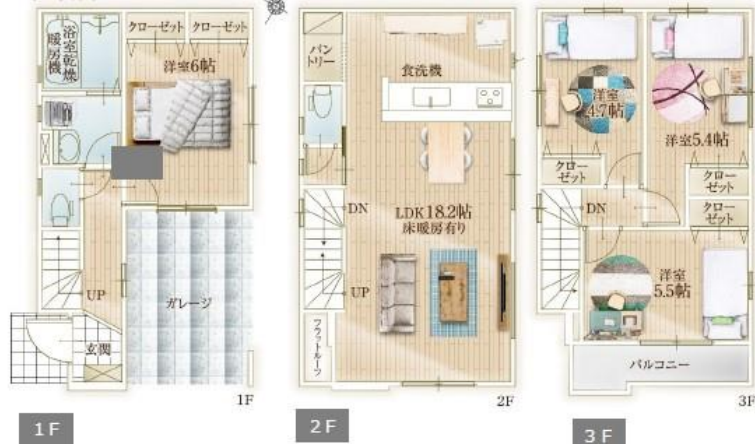 浴室乾燥
暖房機
クローゼット
クローゼット
洋室6帖
UP
ガレージ
玄関
1F
1F
パン
トリー
食洗機
DN
LDK18.2帖
床暖房有り
UP
フラットルーフ
2F
2F
洋室
4.7帖
洋室5.4帖
クロー
ゼット
クロー
ゼット
クロー
ゼット
DN
洋室
5.5帖
バルコニー
3F
3F